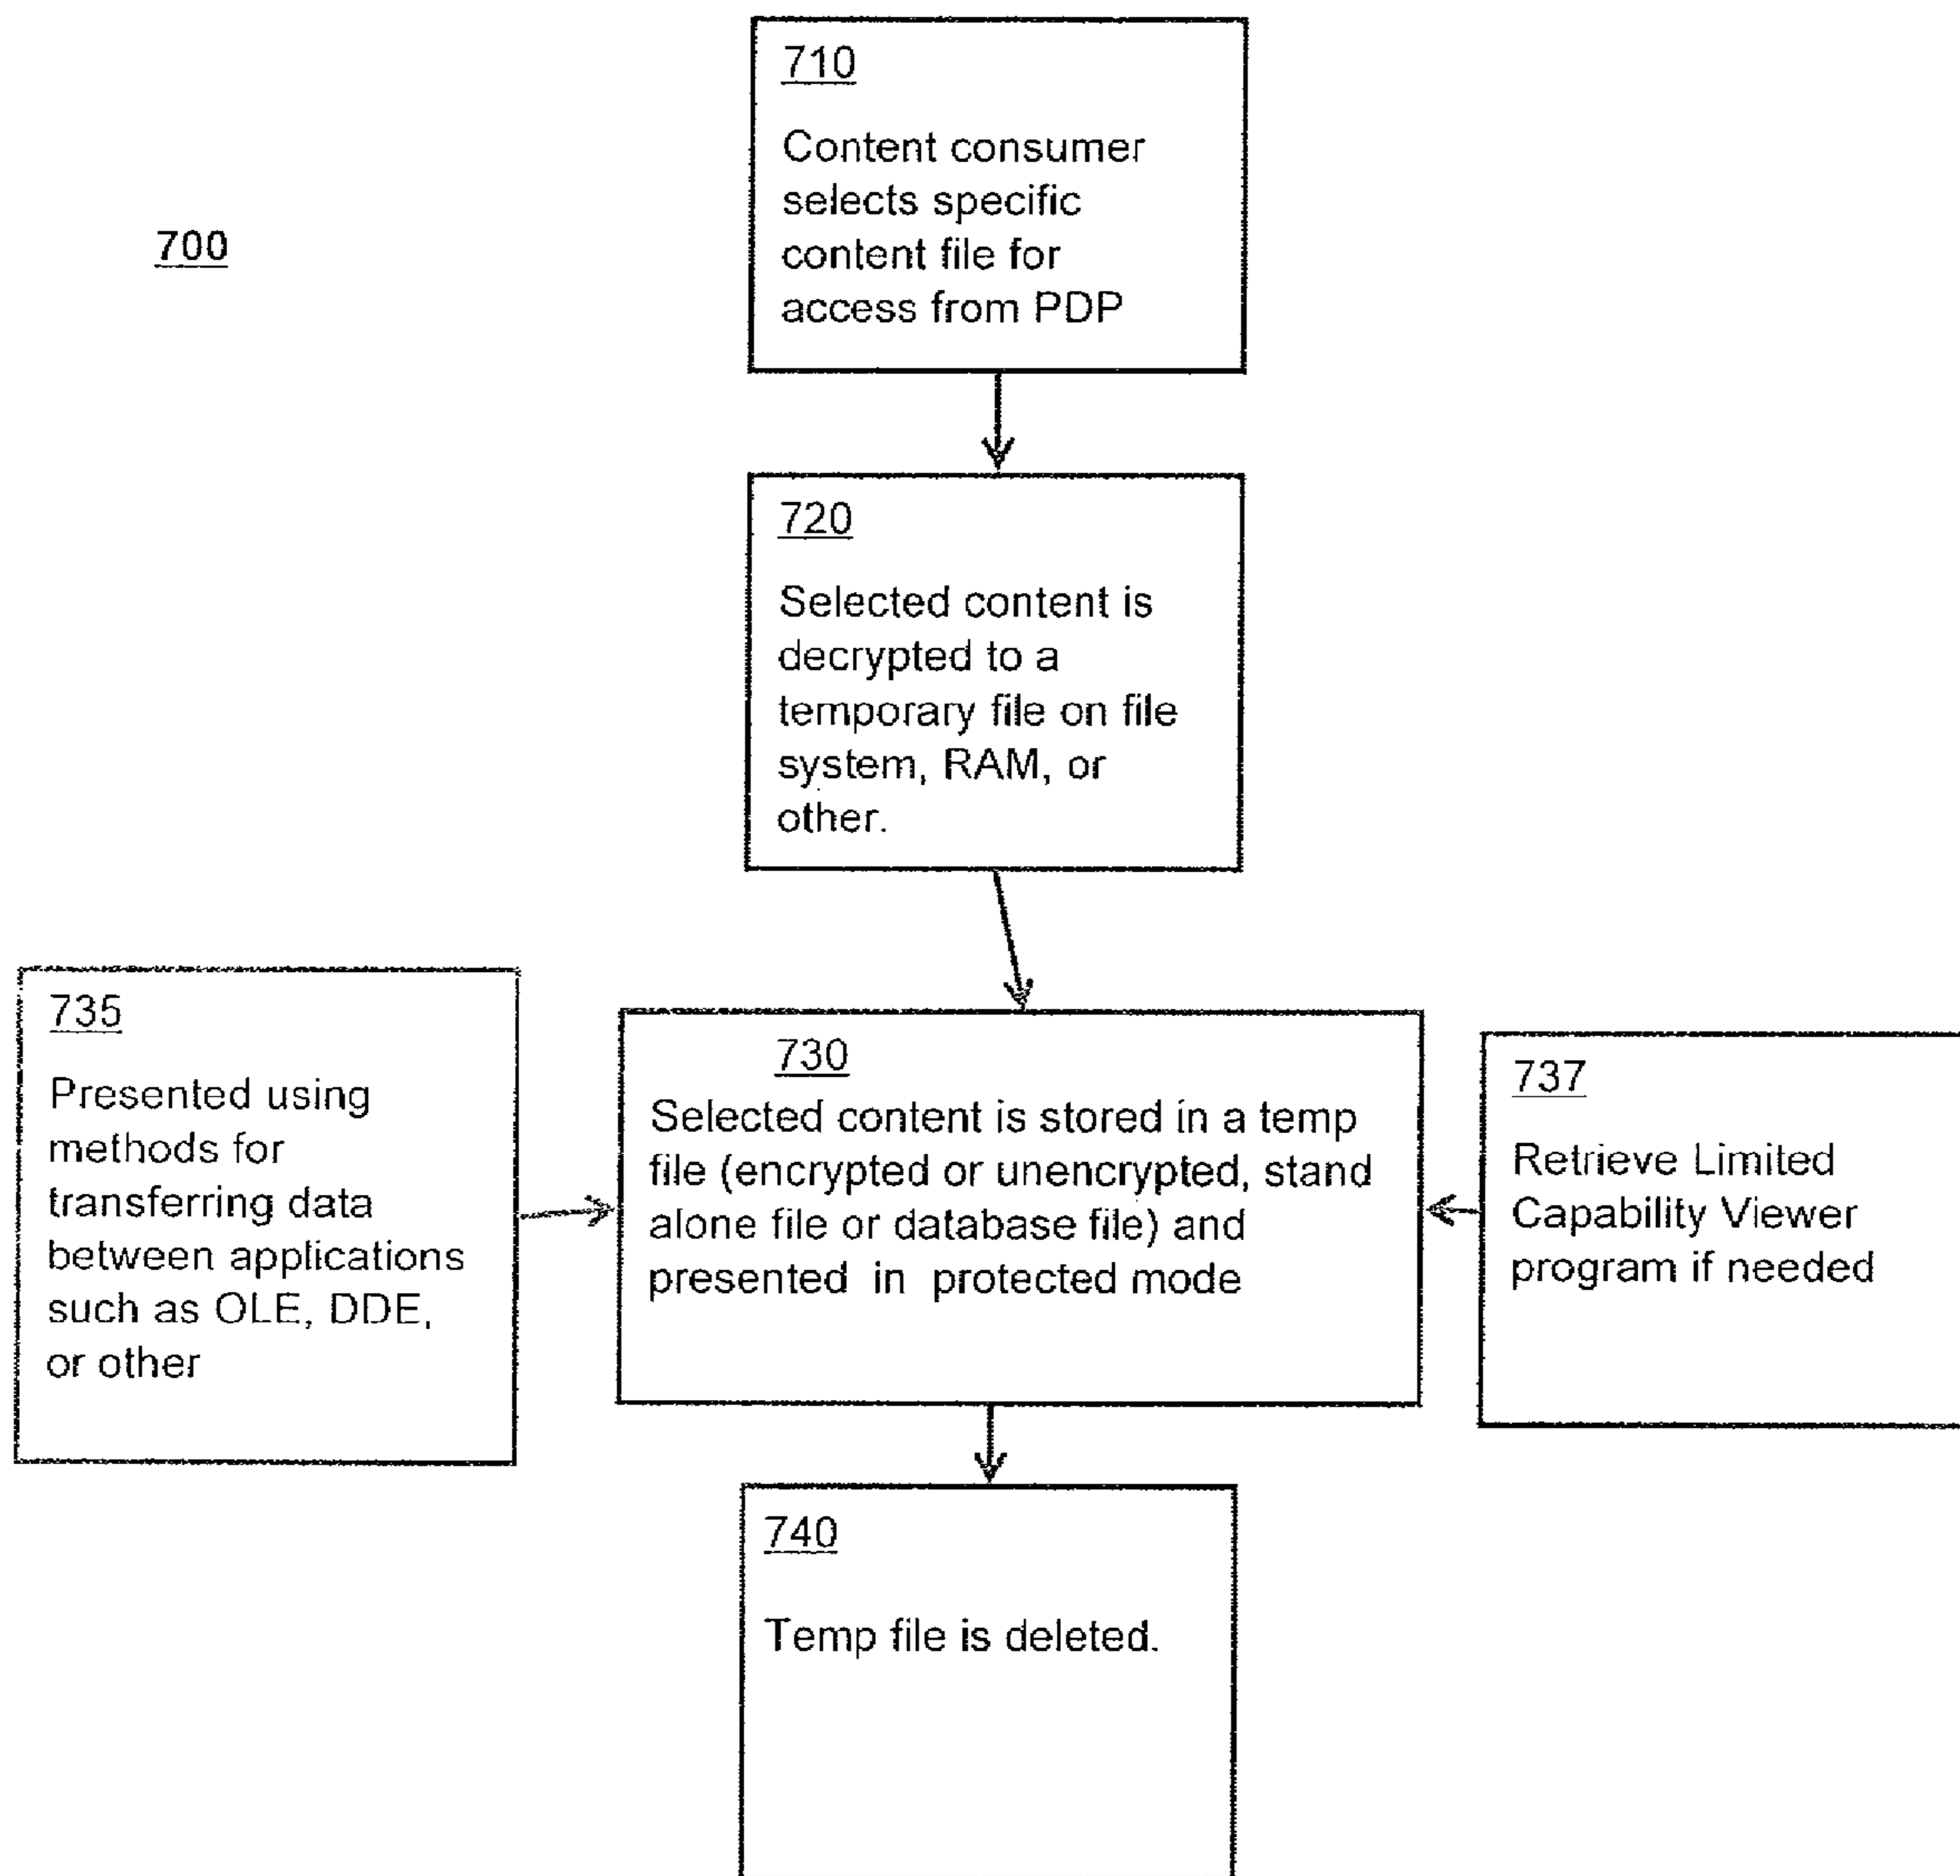 710
Content consumer
selects specific
content file for
access from PDP
700
720
Selected content is
decrypted to a
temporary file on file
system, RAM, or
other.
735
Presented using
methods for
transferring data
between applications
such as OLE, DDE,
or other
730
Selected content is stored in a temp
file (encrypted or unencrypted, stand
alone file or database file) and
presented in protected mode
737
Retrieve Limited
Capability Viewer
program if needed
740
Temp file is deleted.